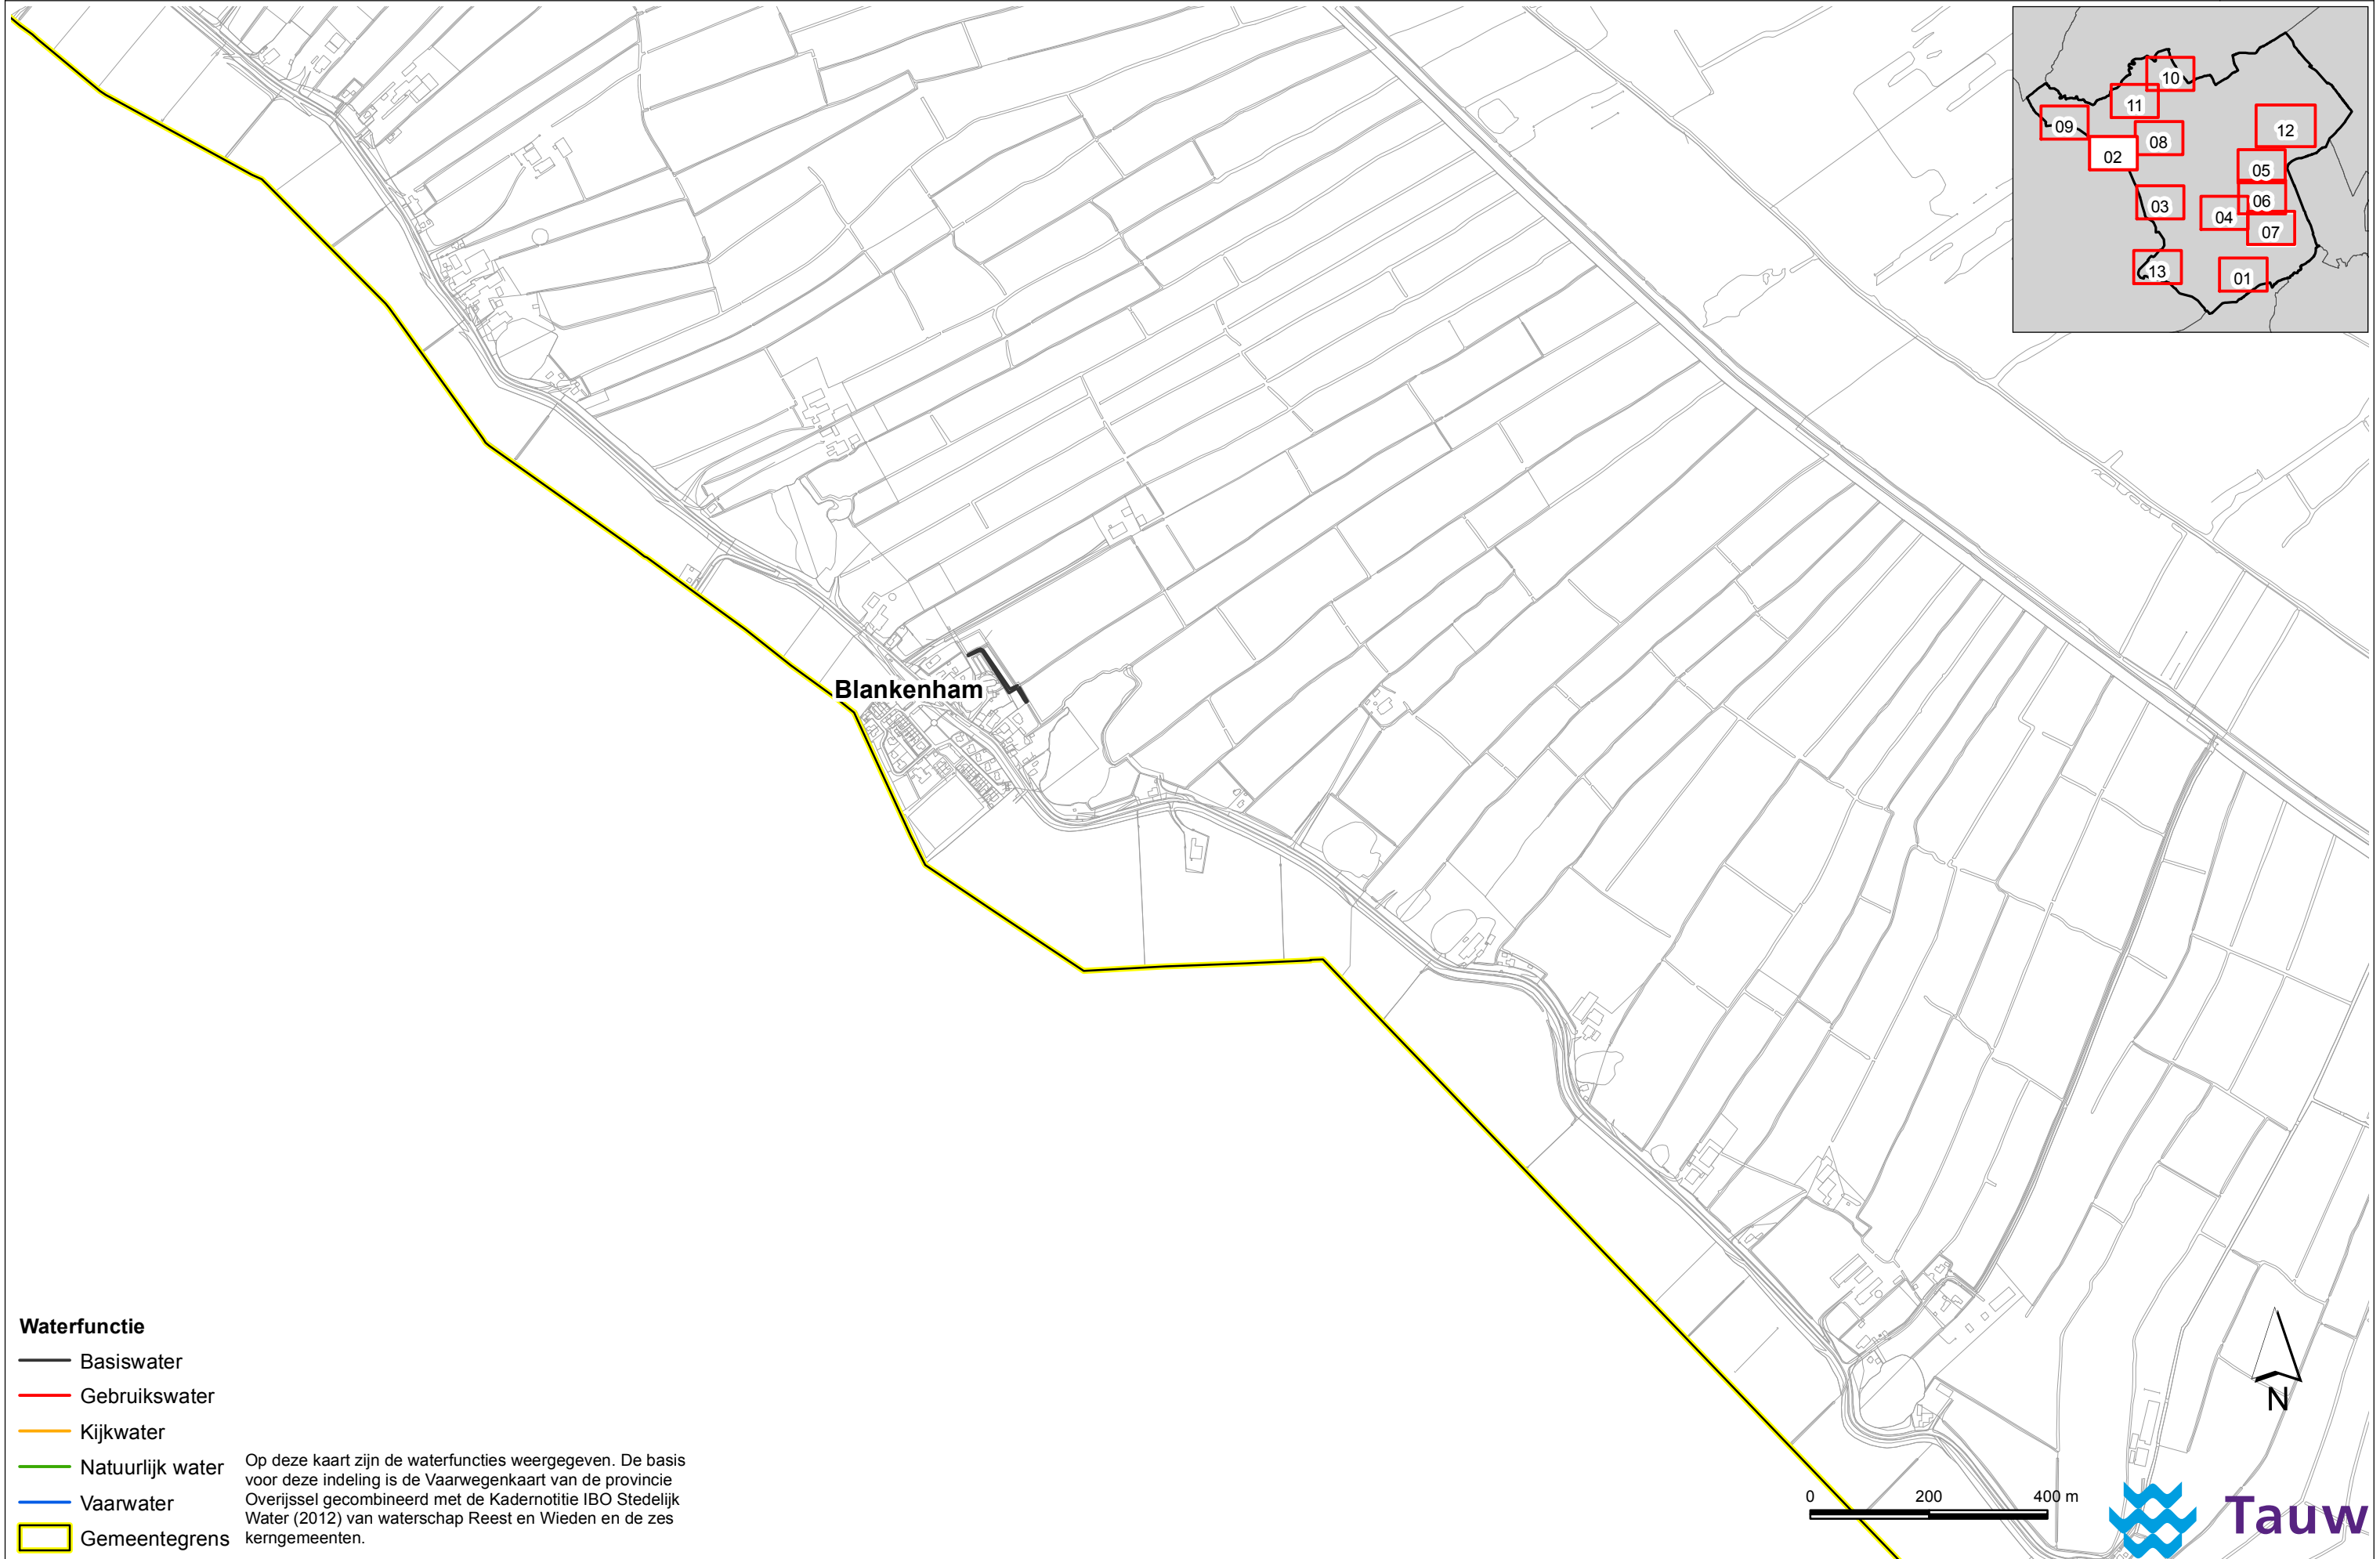 10
11
09
12
08
02
05
03
06
04
07
13
01
Blankenham
Waterfunctie
Basiswater
Gebruikswater
Kijkwater
Natuurlijk water
Vaarwater
Gemeentegrens
Op deze kaart zijn de waterfuncties weergegeven. De basis
voor deze indeling is de Vaarwegenkaart van de provincie
Overijssel gecombineerd met de Kadernotitie IBO Stedelijk
Water (2012) van waterschap Reest en Wieden en de zes
kerngemeenten.
N
0 200 400 m
Tauw